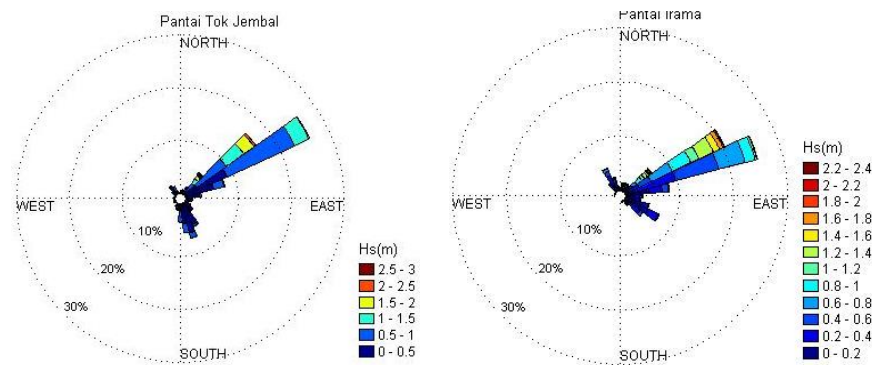 Pantai Tok Jembal
NORTH
WEST
EAST
SOUTH
10%
20%
30%
Hs(m)
2.5 - 3
2 - 2.5
1.5 - 2
1 - 1.5
0.5 - 1
0 - 0.5
Pantai Irama
NORTH
WEST
EAST
SOUTH
10%
20%
30%
Hs(m)
2.2 - 2.4
2 - 2.2
1.8 - 2
1.6 - 1.8
1.4 - 1.6
1.2 - 1.4
1 - 1.2
0.8 - 1
0.6 - 0.8
0.4 - 0.6
0.2 - 0.4
0 - 0.2